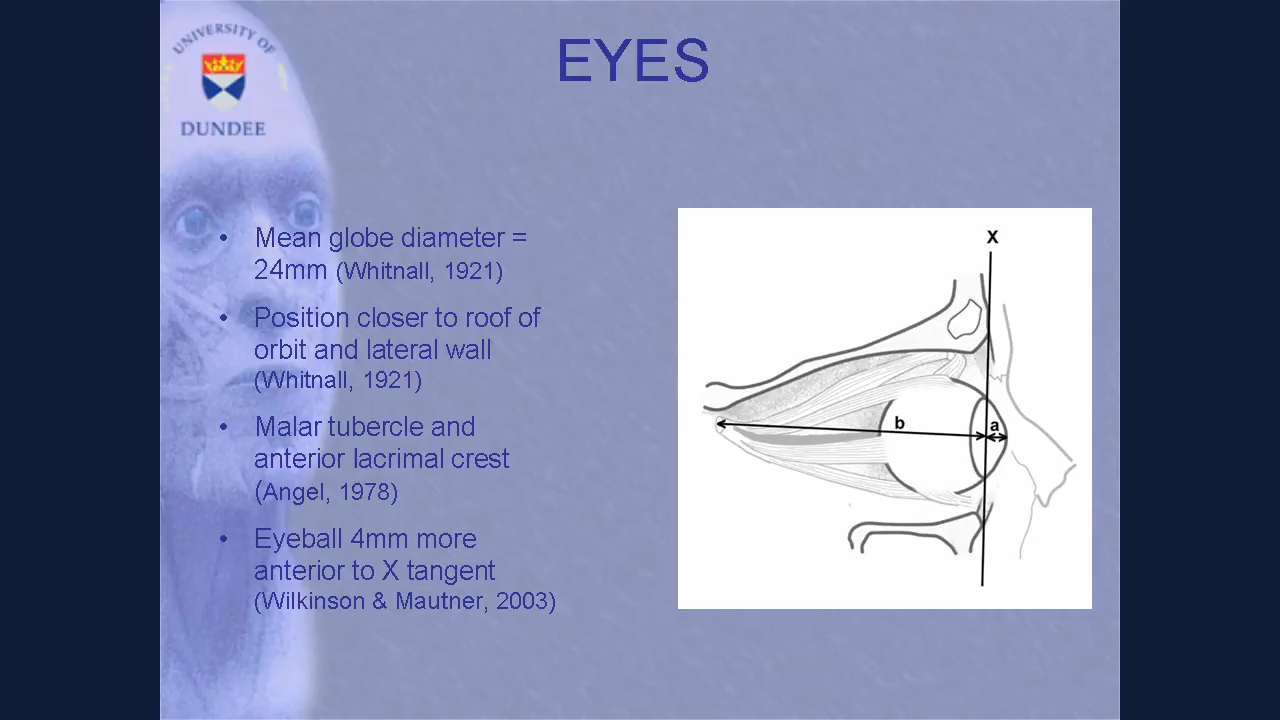 UNIVERSITY OF
DUNDEE
EYES
• Mean globe diameter =
24mm (Whitnall, 1921)
• Position closer to roof of
orbit and lateral wall
(Whitnall, 1921)
• Malar tubercle and
anterior lacrimal crest
(Angel, 1978)
• Eyeball 4mm more
anterior to X tangent
(Wilkinson & Mautner, 2003)
X
b
a